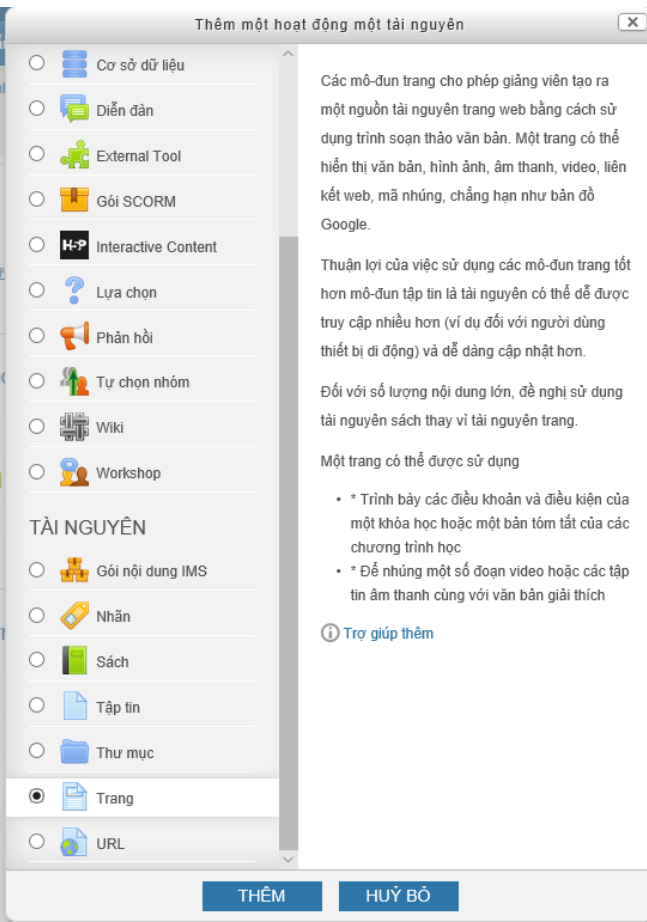 Thêm một hoạt động một tài nguyên
Cơ sở dữ liệu
Diễn đàn
External Tool
Gói SCORM
H5P Interactive Content
Lựa chọn
Phản hồi
Tự chọn nhóm
Wiki
Workshop
TÀI NGUYÊN
Gói nội dung IMS
Nhãn
Sách
Tập tin
Thư mục
Trang
URL
Các mô-đun trang cho phép giảng viên tạo ra
một nguồn tài nguyên trang web bằng cách sử
dụng trình soạn thảo văn bản. Một trang có thể
hiển thị văn bản, hình ảnh, âm thanh, video, liên
kết web, mã nhúng, chẳng hạn như bản đồ
Google.
Thuận lợi của việc sử dụng các mô-đun trang tốt
hơn mô-đun tập tin là tài nguyên có thể dễ được
truy cập nhiều hơn (ví dụ đối với người dùng
thiết bị di động) và dễ dàng cập nhật hơn.
Đối với số lượng nội dung lớn, đề nghị sử dụng
tài nguyên sách thay vì tài nguyên trang.
Một trang có thể được sử dụng
• * Trình bày các điều khoản và điều kiện của
một khóa học hoặc một bản tóm tắt của các
chương trình học
• * Để nhúng một số đoạn video hoặc các tập
tin âm thanh cùng với văn bản giải thích
Trợ giúp thêm
THÊM
HUỶ BỎ